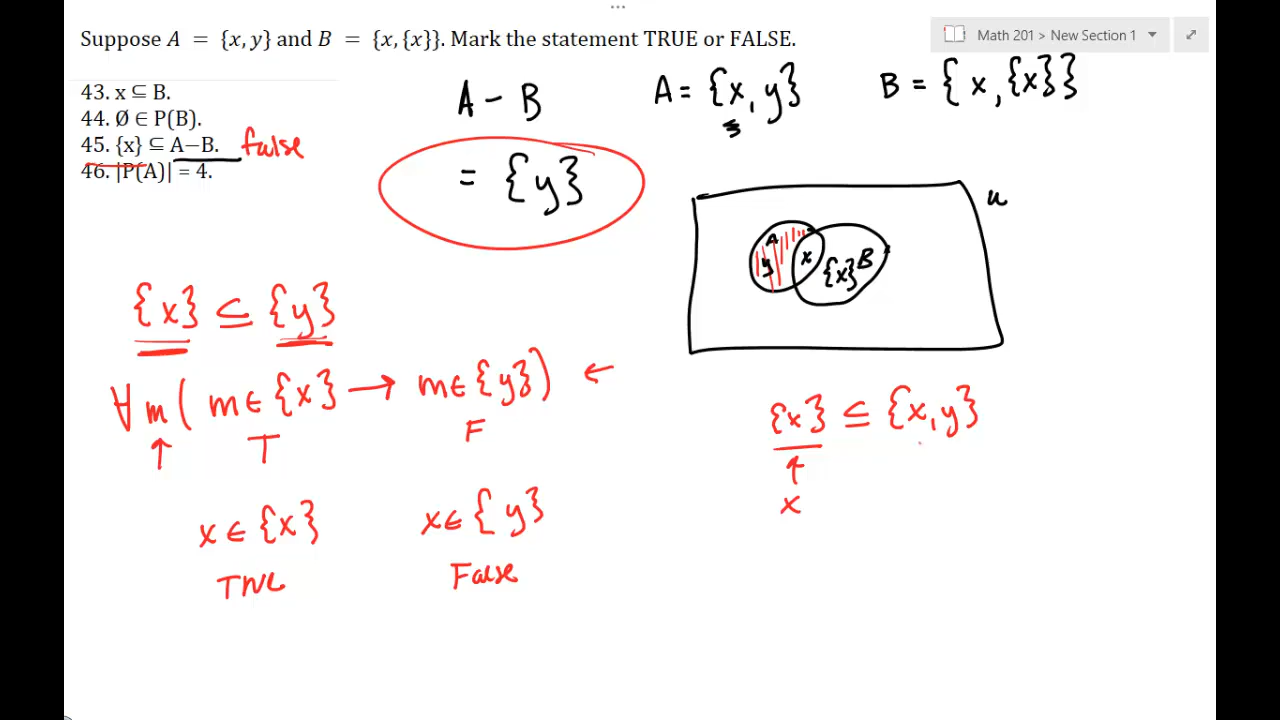 Suppose A = {x, y} and B = {x, {x}}. Mark the statement TRUE or FALSE.
Math 201 > New Section 1
43. x ⊆ B.
44. Ø ∈ P(B).
45. {x} ⊆ A−B. false
46. |P(A)| = 4.
A − B
= {y}
A = {x, y}
B = {x, {x}}
u
A
y
x
{x}
B
{x} ⊆ {y}
∀m( m∈{x} → m∈{y}) ←
↑ T F
x∈{x} x∈{y}
True False
{x} ⊆ {x,y}
↑
x